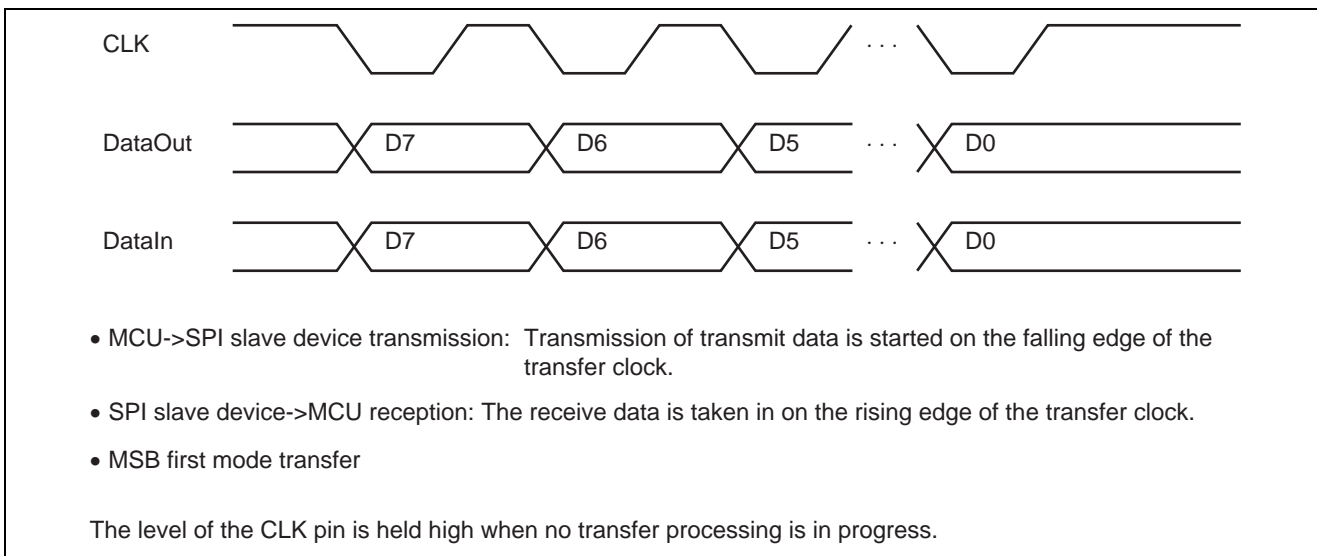 CLK
· · ·
DataOut D7 D6 D5 · · · D0
DataIn D7 D6 D5 · · · D0
• MCU->SPI slave device transmission: Transmission of transmit data is started on the falling edge of the
transfer clock.
• SPI slave device->MCU reception: The receive data is taken in on the rising edge of the transfer clock.
• MSB first mode transfer
The level of the CLK pin is held high when no transfer processing is in progress.